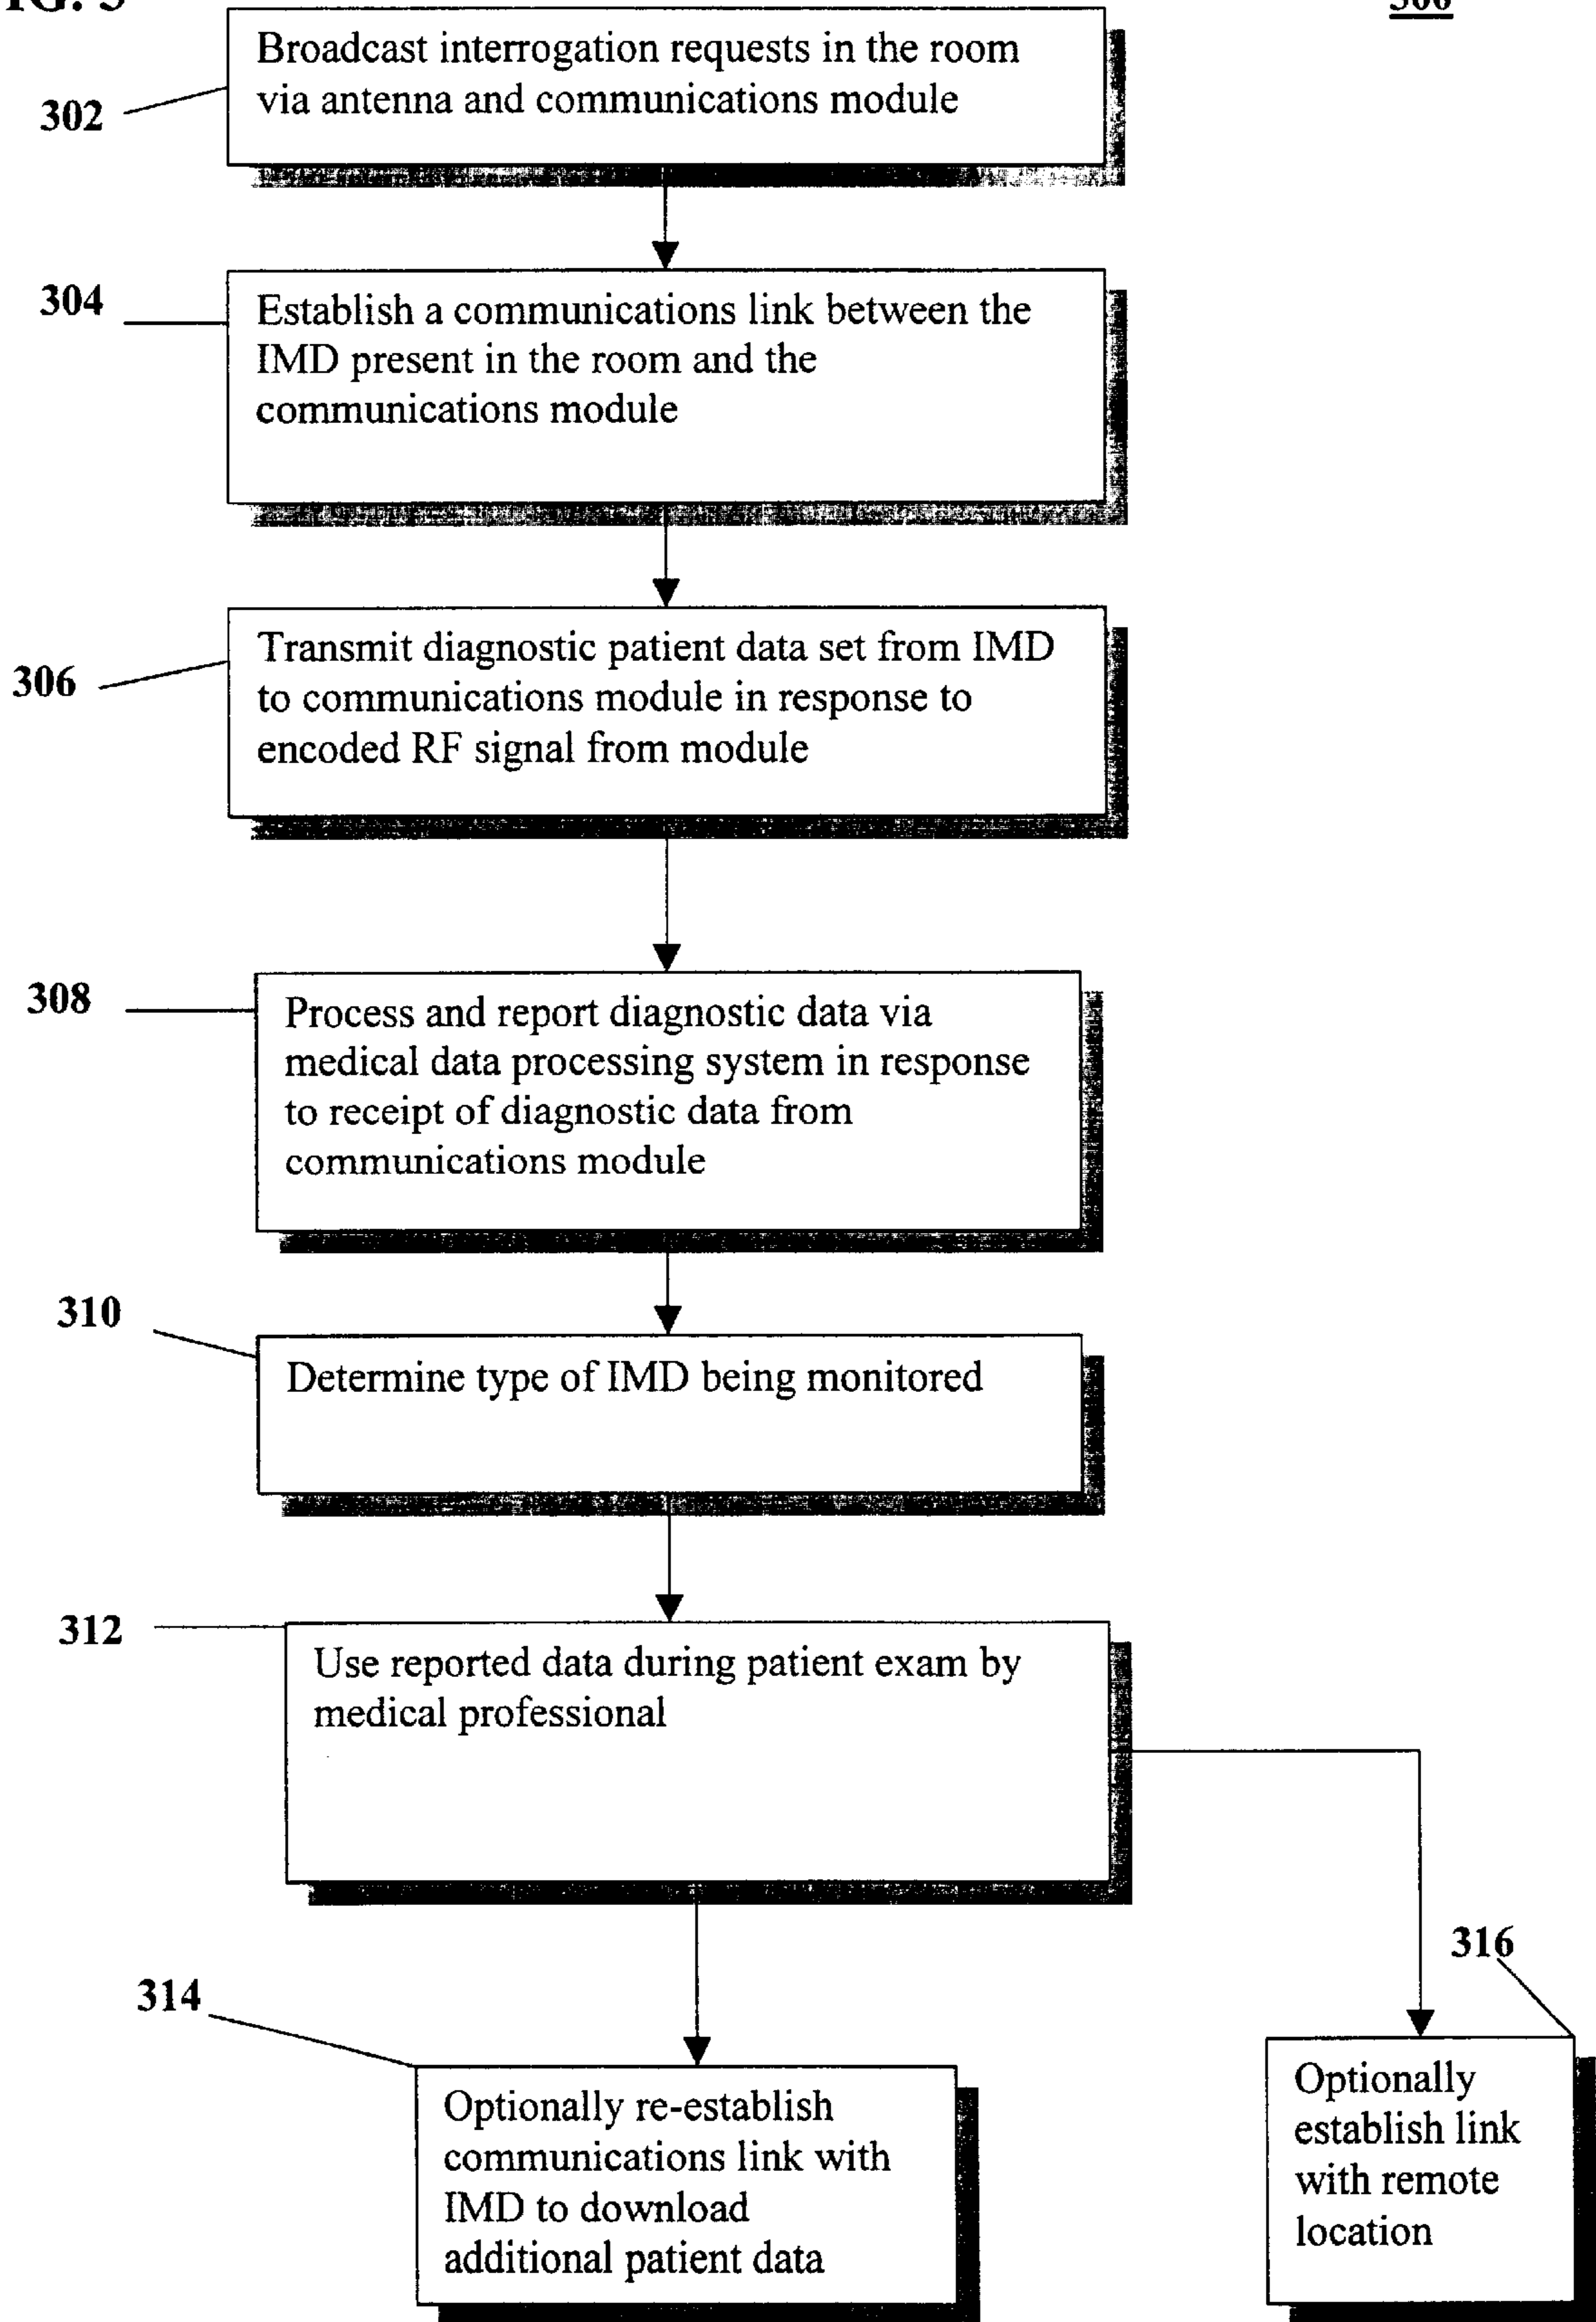 302
Broadcast interrogation requests in the room
via antenna and communications module
304
Establish a communications link between the
IMD present in the room and the
communications module
306
Transmit diagnostic patient data set from IMD
to communications module in response to
encoded RF signal from module
308
Process and report diagnostic data via
medical data processing system in response
to receipt of diagnostic data from
communications module
310
Determine type of IMD being monitored
312
Use reported data during patient exam by
medical professional
314
Optionally re-establish
communications link with
IMD to download
additional patient data
316
Optionally
establish link
with remote
location